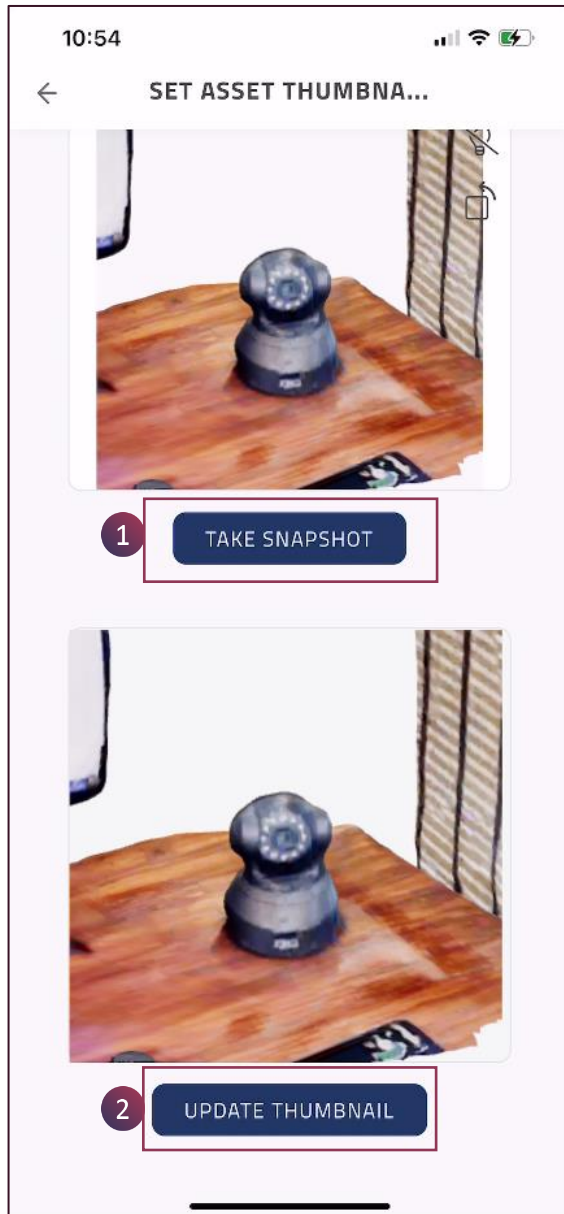 10:54
SET ASSET THUMBNA...
1
TAKE SNAPSHOT
2
UPDATE THUMBNAIL